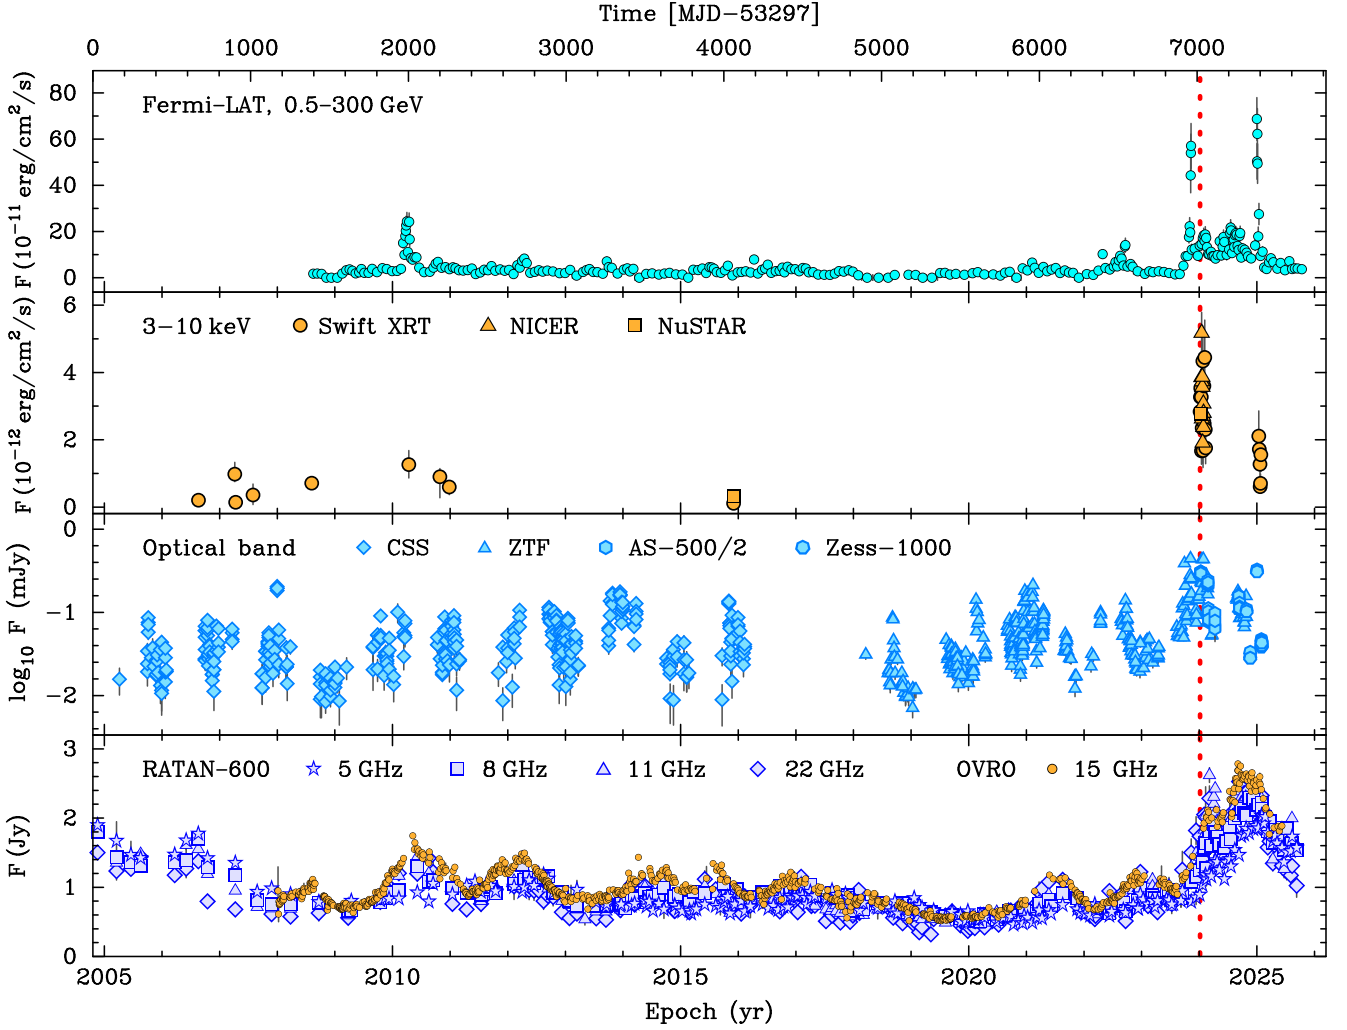 Time [MJD−53297]
0 1000 2000 3000 4000 5000 6000 7000
F (10⁻¹¹ erg/cm²/s)
80
60
40
20
0
Fermi−LAT, 0.5−300 GeV
F (10⁻¹² erg/cm²/s)
6
4
2
0
3−10 keV Swift XRT NICER NuSTAR
log₁₀ F (mJy)
0
−1
−2
Optical band CSS ZTF AS−500/2 Zess−1000
F (Jy)
3
2
1
0
RATAN−600 5 GHz 8 GHz 11 GHz 22 GHz OVRO 15 GHz
2005 2010 2015 2020 2025
Epoch (yr)